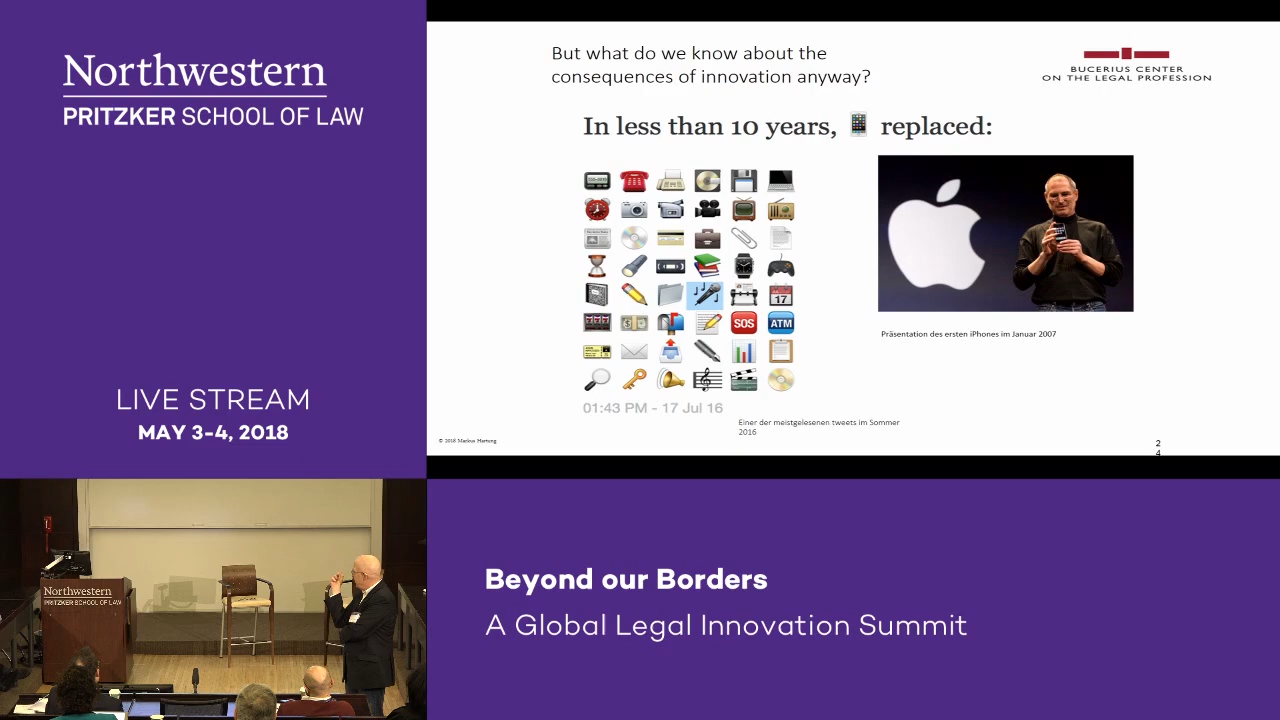 Northwestern
PRITZKER SCHOOL OF LAW
LIVE STREAM
MAY 3-4, 2018
But what do we know about the
consequences of innovation anyway?
BUCERIUS CENTER
ON THE LEGAL PROFESSION
In less than 10 years, replaced:
17
SOS
ATM
01:43 PM - 17 Jul 16
Präsentation des ersten iPhones im Januar 2007
Einer der meistgelesenen tweets im Sommer
2016
© 2018 Markus Hartung
2
4
Northwestern
PRITZKER SCHOOL OF LAW
Beyond our Borders
A Global Legal Innovation Summit